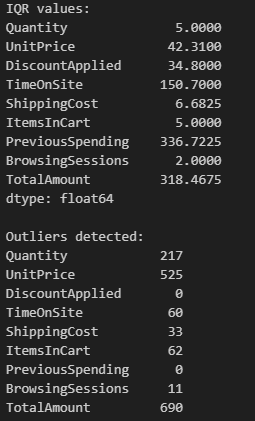 IQR values:
Quantity 5.0000
UnitPrice 42.3100
DiscountApplied 34.8000
TimeOnSite 150.7000
ShippingCost 6.6825
ItemsInCart 5.0000
PreviousSpending 336.7225
BrowsingSessions 2.0000
TotalAmount 318.4675
dtype: float64
Outliers detected:
Quantity 217
UnitPrice 525
DiscountApplied 0
TimeOnSite 60
ShippingCost 33
ItemsInCart 62
PreviousSpending 0
BrowsingSessions 11
TotalAmount 690